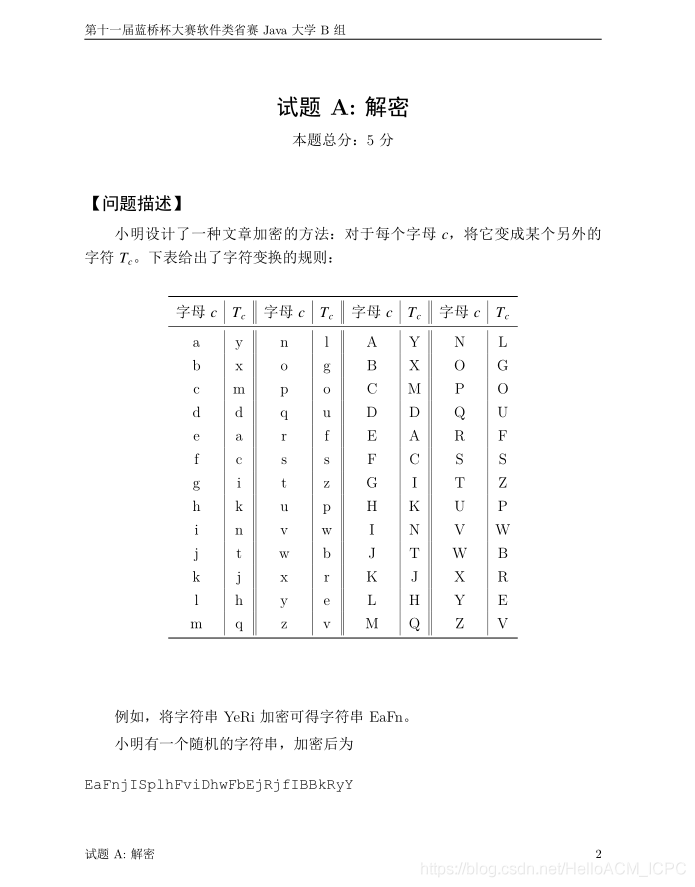 第十一届蓝桥杯大赛软件类省赛 Java 大学 B 组
试题 A: 解密
本题总分：5 分
【问题描述】
小明设计了一种文章加密的方法：对于每个字母 c，将它变成某个另外的
字符 Tc。下表给出了字符变换的规则：
字母 c Tc 字母 c Tc 字母 c Tc 字母 c Tc
a y n l A Y N L
b x o g B X O G
c m p o C M P O
d d q u D D Q U
e a r f E A R F
f c s s F C S S
g i t z G I T Z
h k u p H K U P
i n v w I N V W
j t w b J T W B
k j x r K J X R
l h y e L H Y E
m q z v M Q Z V
例如，将字符串 YeRi 加密可得字符串 EaFn。
小明有一个随机的字符串，加密后为
EaFnjISplhFviDhwFbEjRjfIBBkRyY
试题 A: 解密 2
https://blog.csdn.net/HelloACM_ICPC